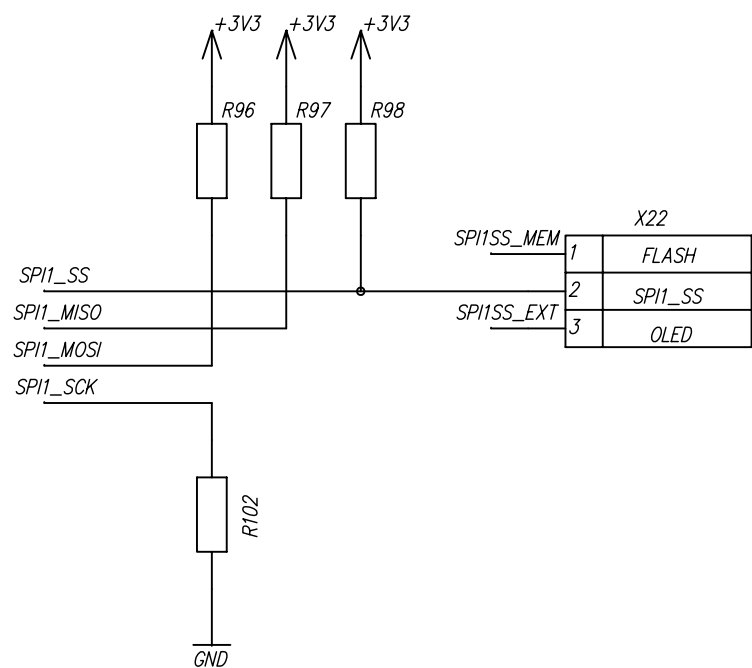 +3V3 +3V3 +3V3
R96 R97 R98
X22
SPI1SS_MEM 1 FLASH
SPI1_SS 2 SPI1_SS
SPI1_MISO SPI1SS_EXT 3 OLED
SPI1_MOSI
SPI1_SCK
R102
GND